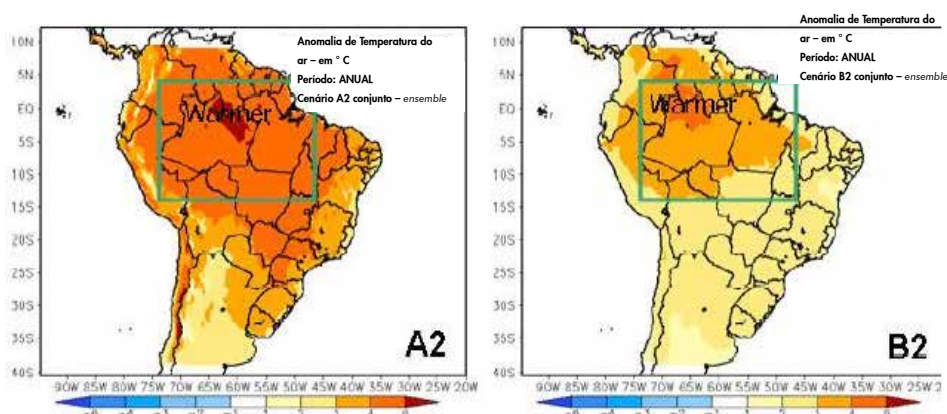 Anomalia de Temperatura do
ar – em ° C
Período: ANUAL
Cenário A2 conjunto – ensemble
10N
5N
EQ
5S
10S
15S
20S
25S
30S
35S
40S
Warmer
A2
90W 85W 80W 75W 70W 65W 60W 55W 50W 45W 40W 35W 30W 25W 20W
Anomalia de Temperatura do
ar – em ° C
Período: ANUAL
Cenário B2 conjunto – ensemble
10N
5N
EQ
5S
10S
15S
20S
25S
30S
35S
40S
Warmer
B2
90W 85W 80W 75W 70W 65W 60W 55W 50W 45W 40W 35W 30W 25W